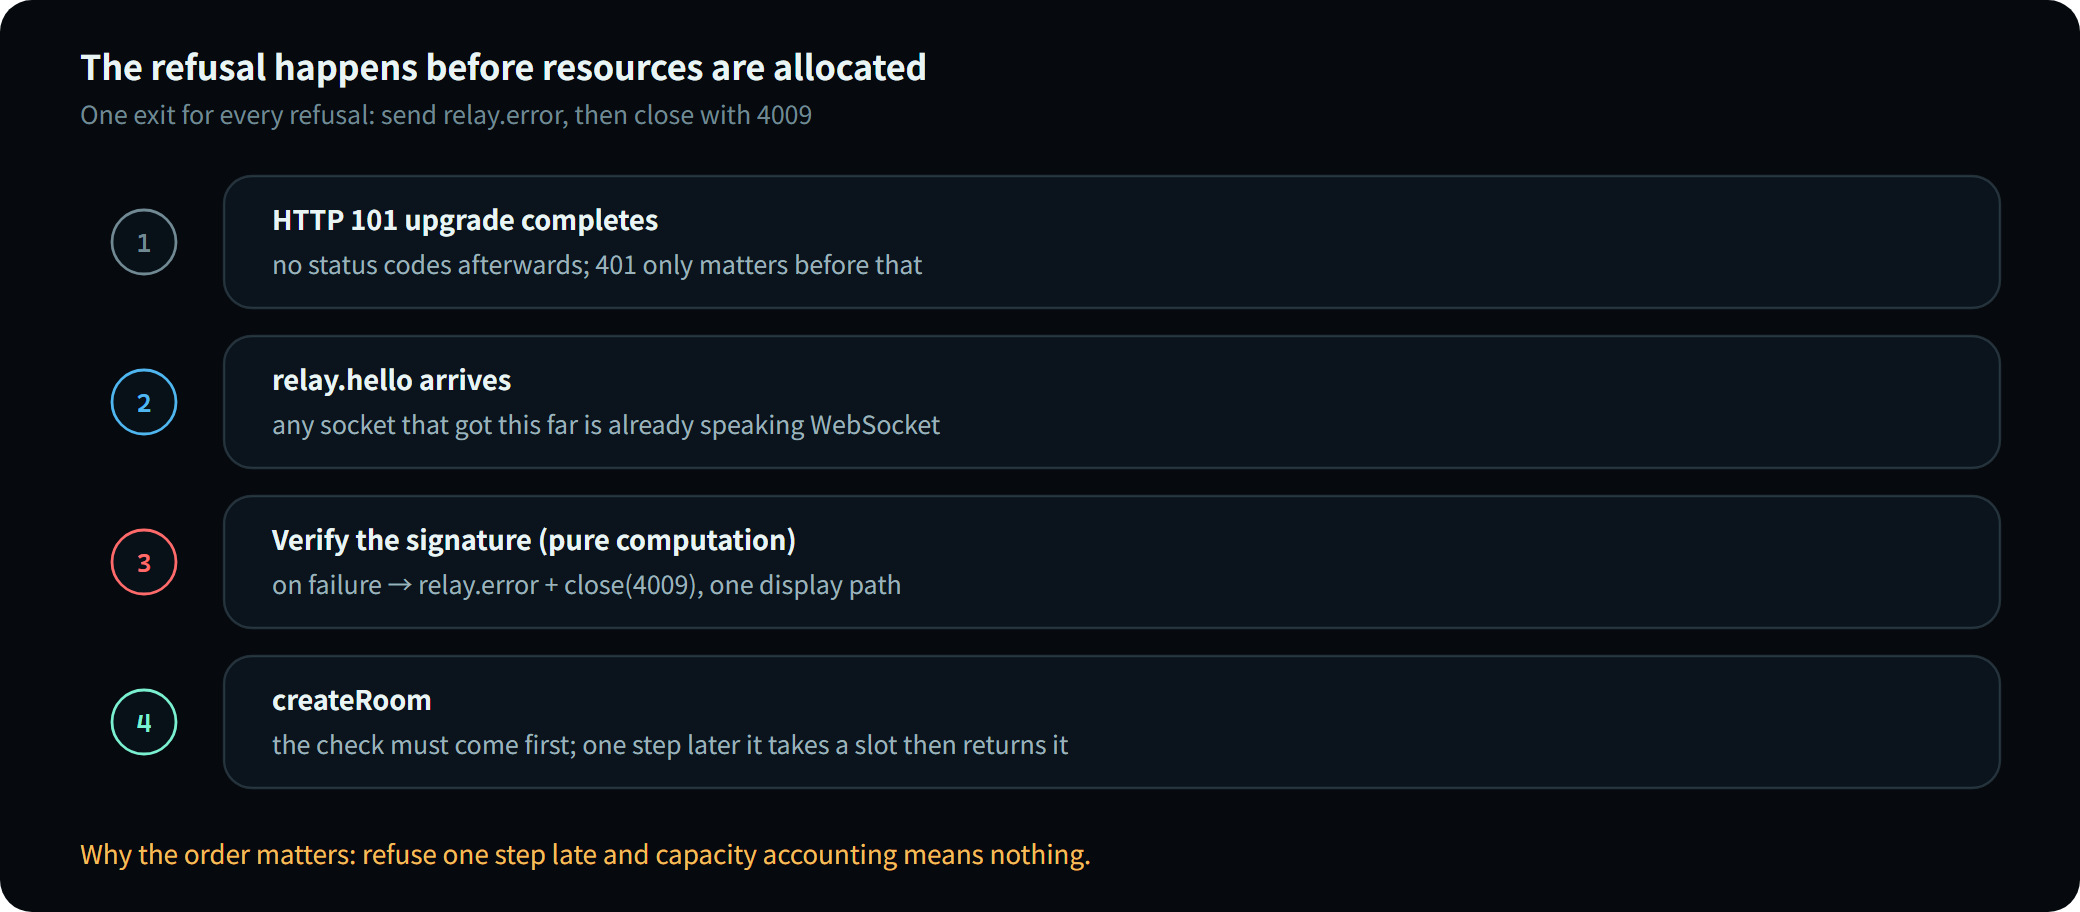 The refusal happens before resources are allocated
One exit for every refusal: send relay.error, then close with 4009
1
HTTP 101 upgrade completes
no status codes afterwards; 401 only matters before that
2
relay.hello arrives
any socket that got this far is already speaking WebSocket
3
Verify the signature (pure computation)
on failure → relay.error + close(4009), one display path
4
createRoom
the check must come first; one step later it takes a slot then returns it
Why the order matters: refuse one step late and capacity accounting means nothing.